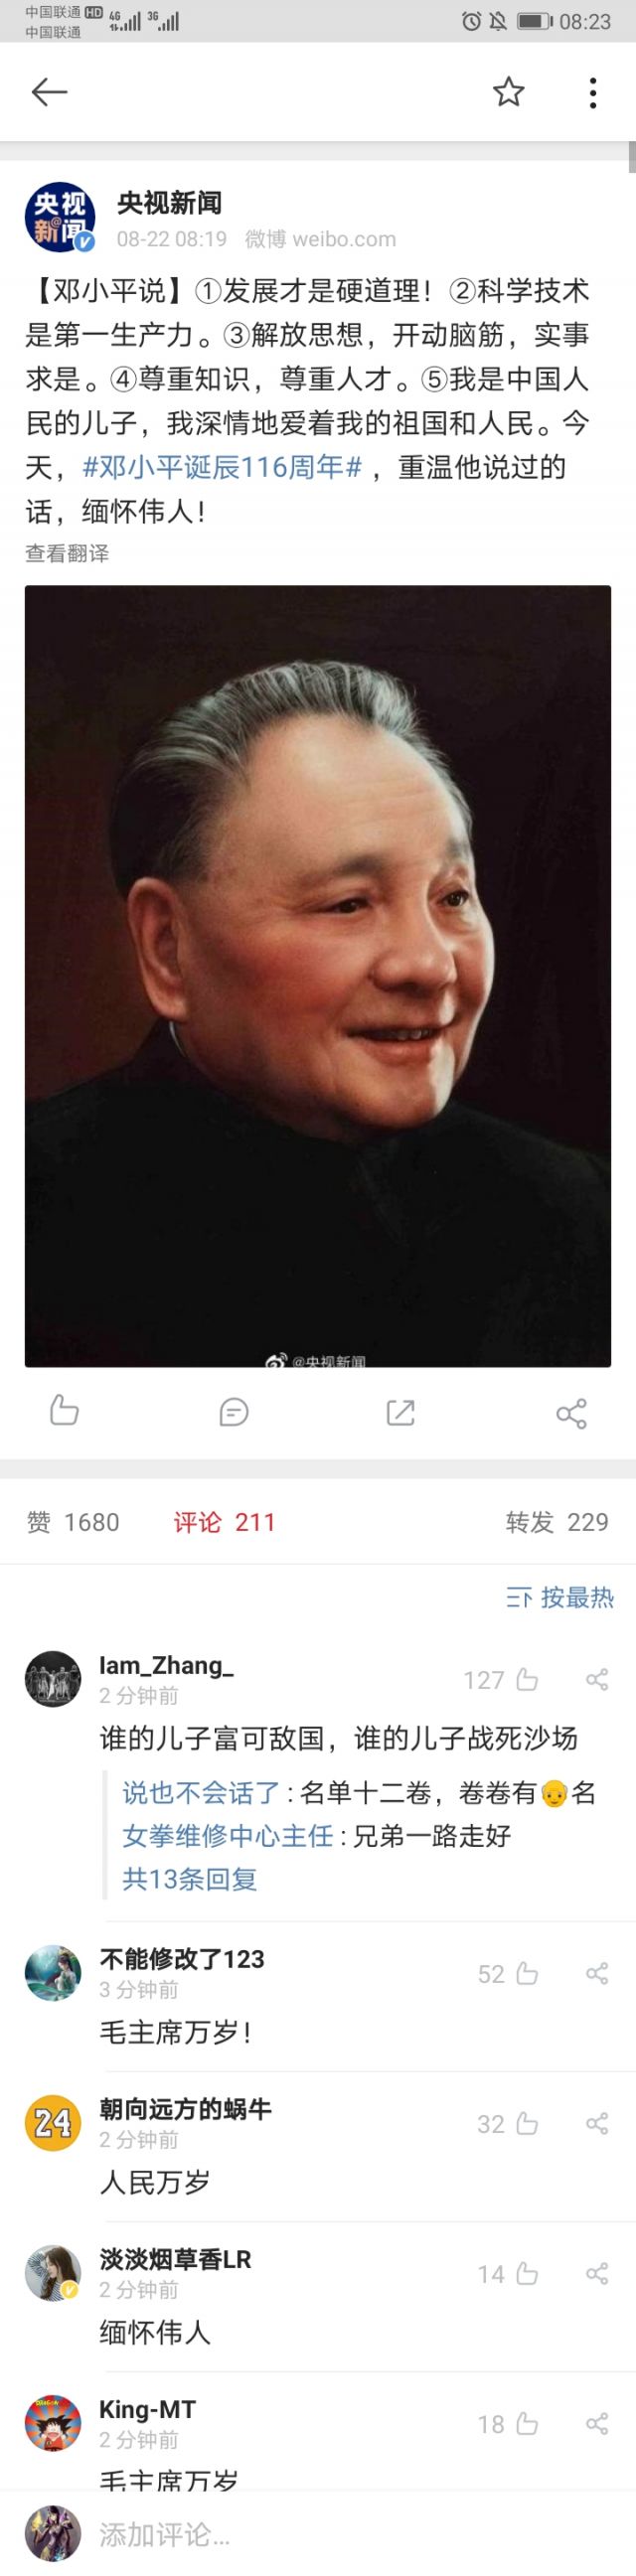 中国联通 HD 4G 3G 08:23
中国联通
央视新闻
央视新闻
08-22 08:19 微博 weibo.com
【邓小平说】①发展才是硬道理！②科学技术
是第一生产力。③解放思想，开动脑筋，实事
求是。④尊重知识，尊重人才。⑤我是中国人
民的儿子，我深情地爱着我的祖国和人民。今
天，#邓小平诞辰116周年#，重温他说过的
话，缅怀伟人！
查看翻译
@央视新闻
赞 1680 评论 211 转发 229
按最热
Iam_Zhang_
127
2 分钟前
谁的儿子富可敌国，谁的儿子战死沙场
说也不会话了：名单十二卷，卷卷有👴名
女拳维修中心主任：兄弟一路走好
共13条回复
不能修改了123
52
3 分钟前
毛主席万岁！
24
朝向远方的蜗牛
32
2 分钟前
人民万岁
淡淡烟草香LR
14
2 分钟前
缅怀伟人
King-MT
18
2 分钟前
毛主席万岁
添加评论...